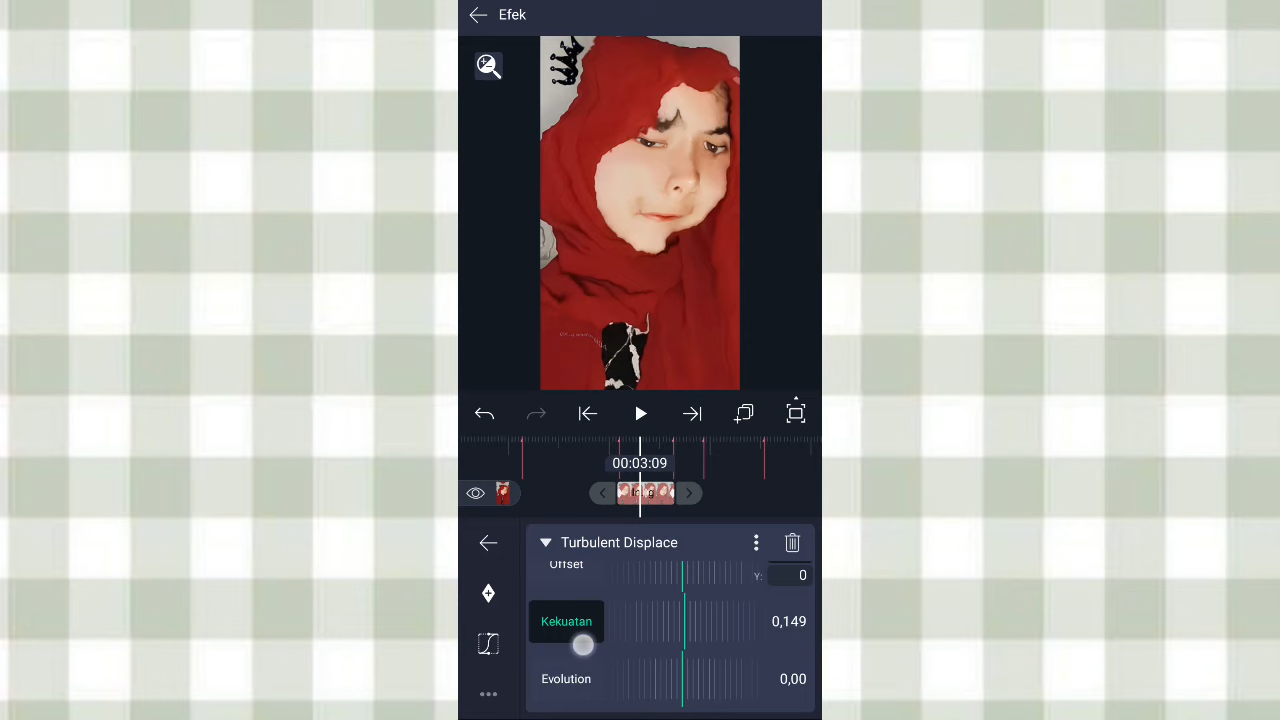 Efek
00:03:09
Turbulent Displace
Offset
Y: 0
Kekuatan
0,149
Evolution
0,00